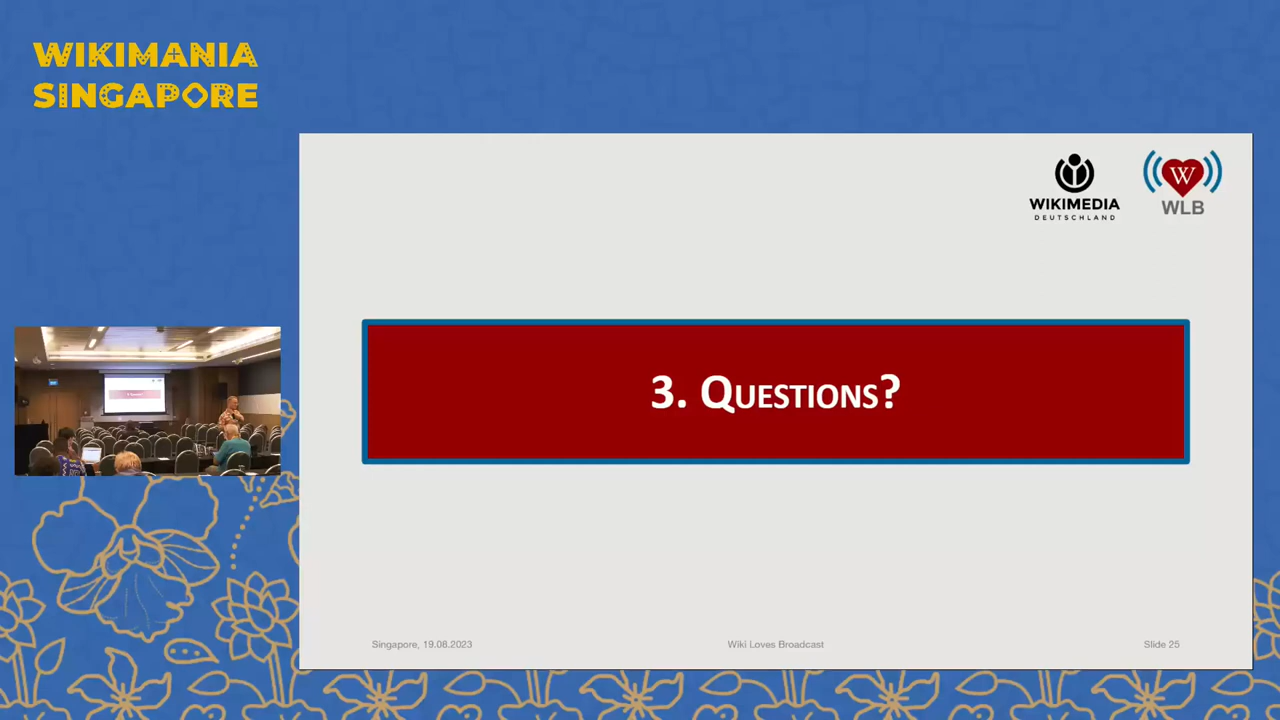 WIKIMANIA
SINGAPORE
WIKIMEDIA
DEUTSCHLAND
W
WLB
3. QUESTIONS?
Singapore, 19.08.2023
Wiki Loves Broadcast
Slide 25